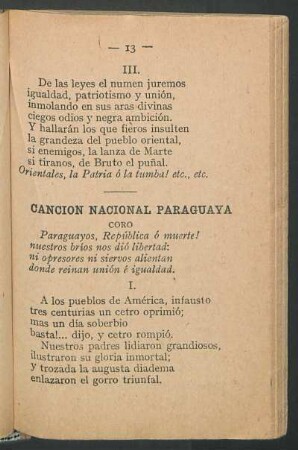 — 13 —
III.
De las leyes el numen juremos
igualdad, patriotismo y unión,
inmolando en sus aras divinas
ciegos odios y negra ambición.
Y hallarán los que fieros insulten
la grandeza del pueblo oriental,
si enemigos, la lanza de Marte
si tiranos, de Bruto el puñal.
Orientales, la Patria ó la tumba! etc., etc.
CANCION NACIONAL PARAGUAYA
CORO
Paraguayos, República ó muerte!
nuestros bríos nos dió libertad:
ni opresores ni siervos alientan
donde reinan unión é igualdad.
I.
A los pueblos de América, infausto
tres centurias un cetro oprimió;
mas un día soberbio
basta!... dijo, y cetro rompió.
Nuestros padres lidiaron grandiosos,
ilustraron su gloria inmortal;
y trozada la augusta diadema
enlazaron el gorro triunfal.